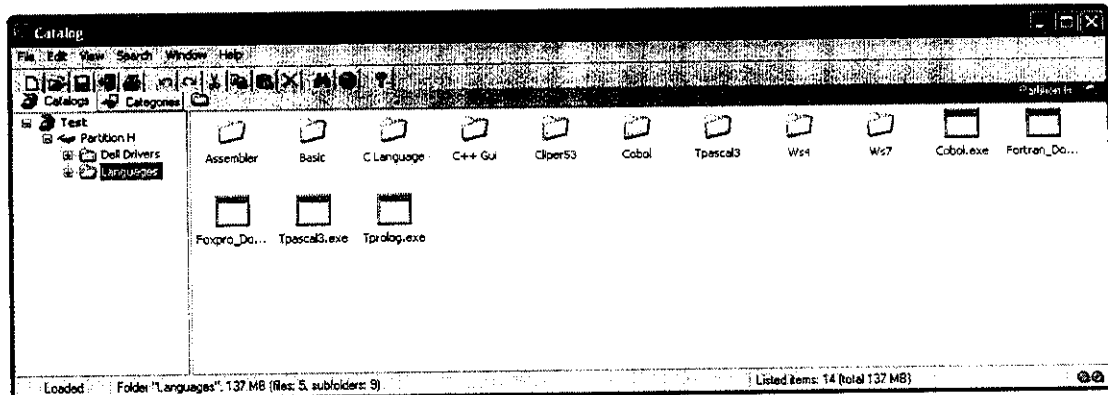 Catalog
File Edit View Search Window Help
Catalogs Categories
Partition H
Test
Partition H
Dell Drivers
Languages
Assembler Basic C Language C++ Gui Cliper53 Cobol Tpascal3 Ws4 Ws7 Cobol.exe Fortran_Do...
Foxpro_Do... Tpascal3.exe Tprolog.exe
Loaded Folder "Languages": 137 MB (files: 5, subfolders: 9) Listed items: 14 (total 137 MB)